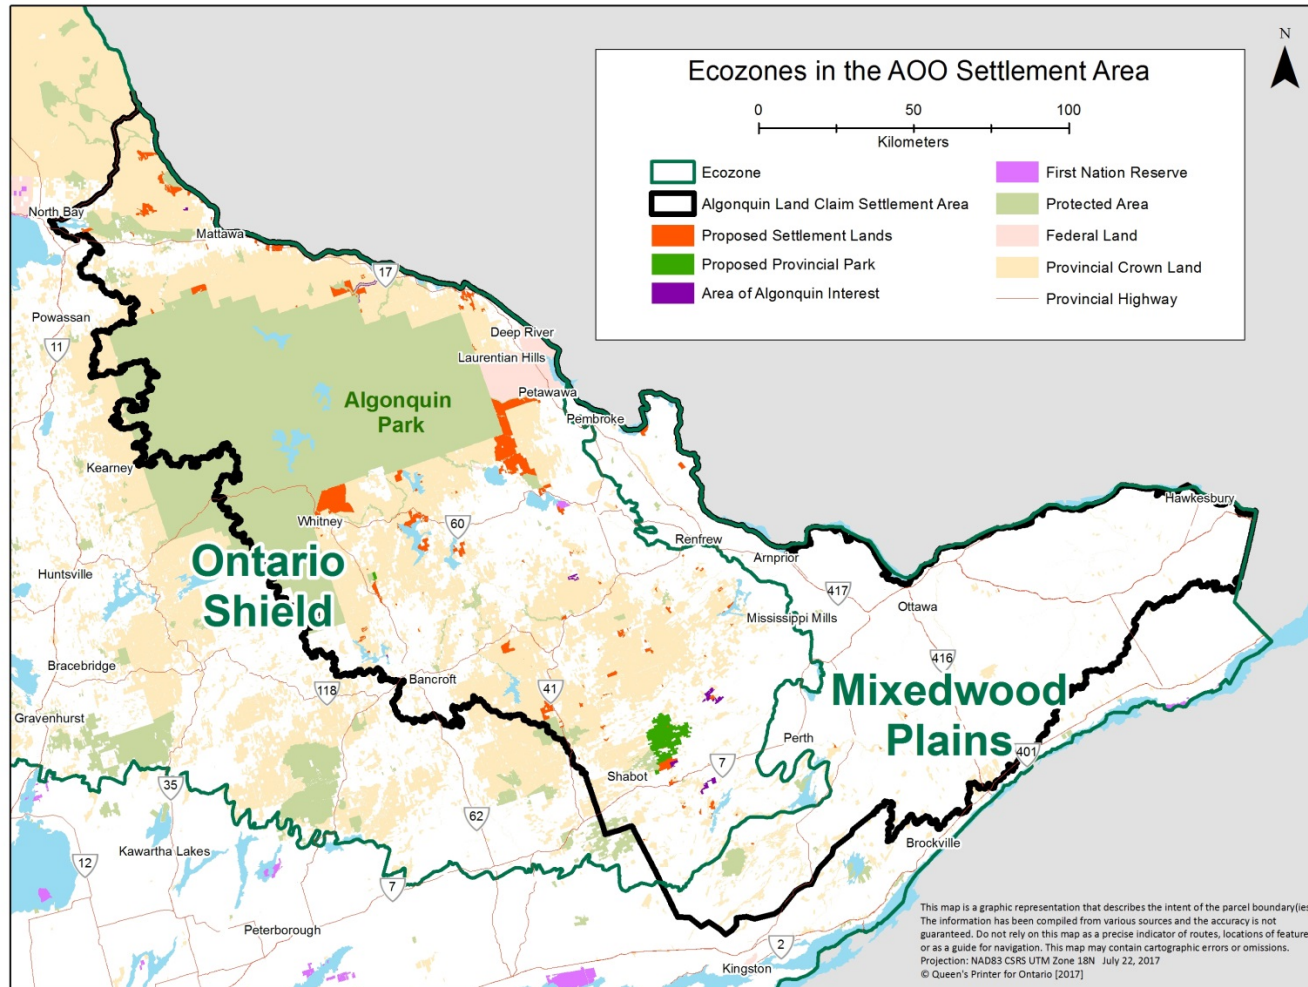 N
Ecozones in the AOO Settlement Area
0 50 100
Kilometers
Ecozone
Algonquin Land Claim Settlement Area
Proposed Settlement Lands
Proposed Provincial Park
Area of Algonquin Interest
First Nation Reserve
Protected Area
Federal Land
Provincial Crown Land
Provincial Highway
North Bay
Mattawa
17
Powassan
11
Deep River
Laurentian Hills
Petawawa
Pembroke
Algonquin
Park
Kearney
Whitney
60
Hawkesbury
Renfrew
Arnprior
417
Ottawa
Ontario
Shield
Huntsville
Mississippi Mills
416
Bracebridge
Bancroft
118
41
Gravenhurst
Mixedwood
Plains
Perth
401
7
Shabot
35
62
Brockville
Kawartha Lakes
12
7
Peterborough
2
Kingston
This map is a graphic representation that describes the intent of the parcel boundary(ies
The information has been compiled from various sources and the accuracy is not
guaranteed. Do not rely on this map as a precise indicator of routes, locations of feature
or as a guide for navigation. This map may contain cartographic errors or omissions.
Projection: NAD83 CSRS UTM Zone 18N July 22, 2017
© Queen's Printer for Ontario [2017]